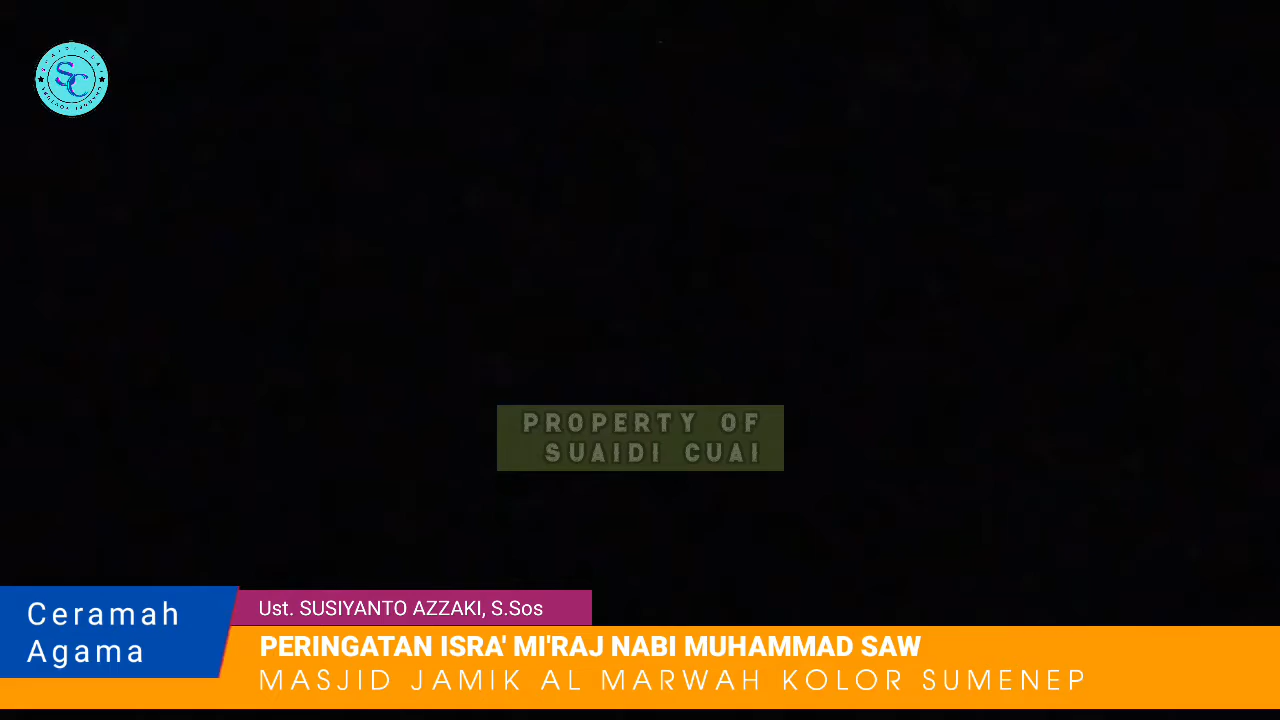 SC
PROPERTY OF
SUAIDI CUAI
Ceramah
Agama
Ust. SUSIYANTO AZZAKI, S.Sos
PERINGATAN ISRA' MI'RAJ NABI MUHAMMAD SAW
MASJID JAMIK AL MARWAH KOLOR SUMENEP